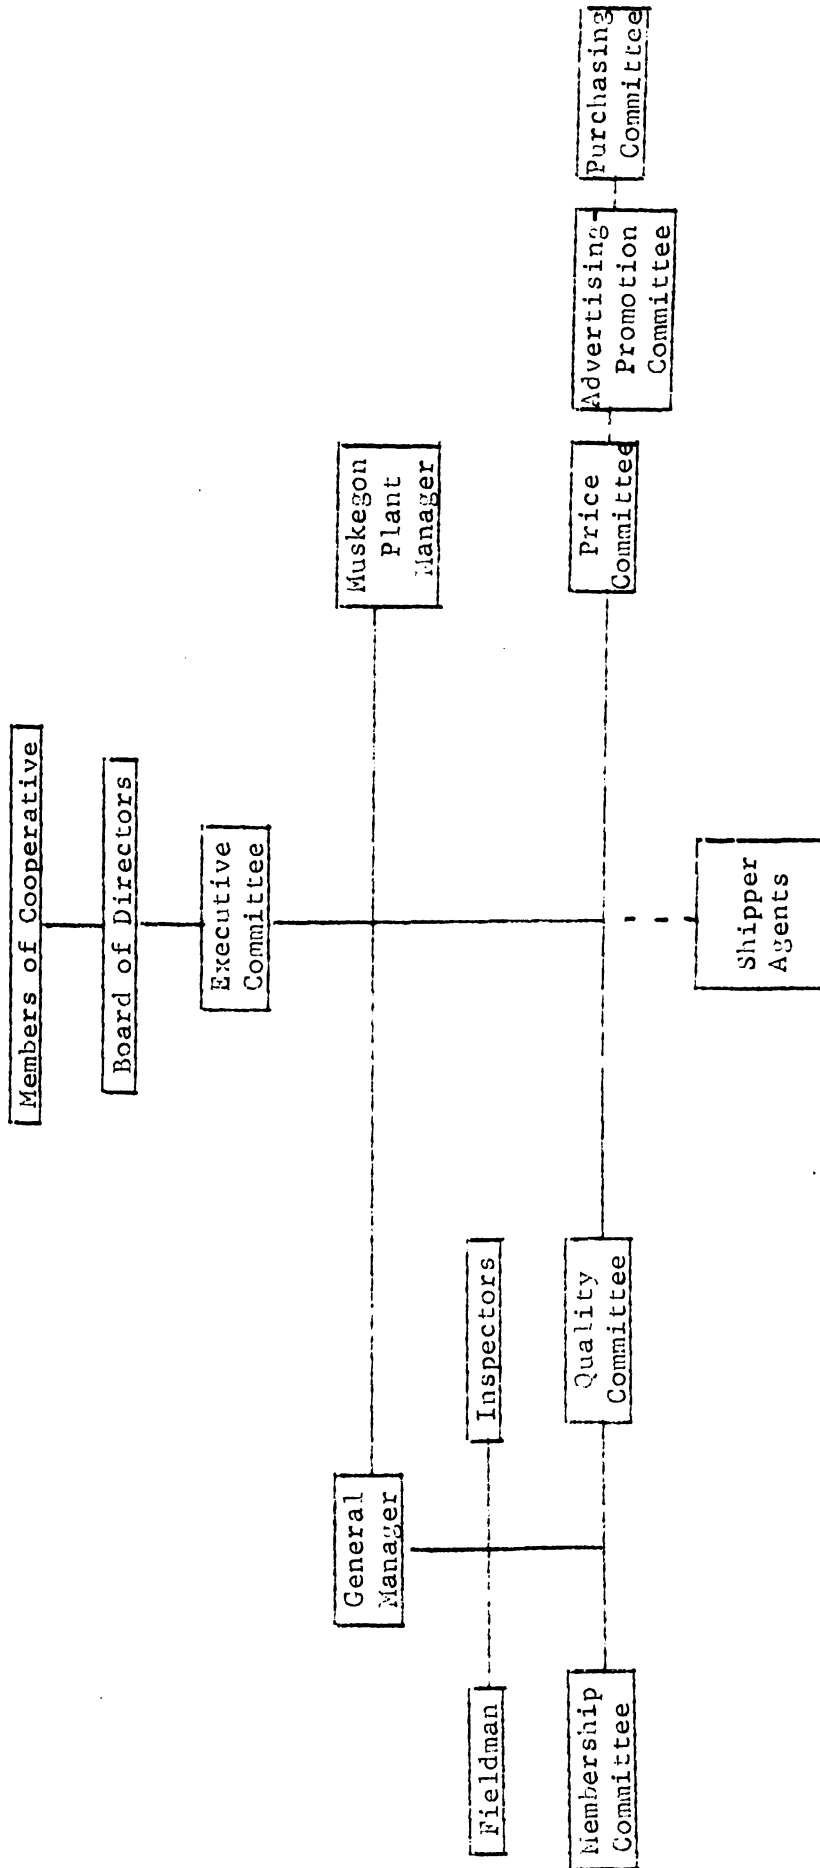 Members of Cooperative
Board of Directors
Executive
Committee
General
Manager
Muskegon
Plant
Manager
Fieldman
Inspectors
Membership
Committee
Quality
Committee
Price
Committee
Advertising
Promotion
Committee
Purchasing
Committee
Shipper
Agents